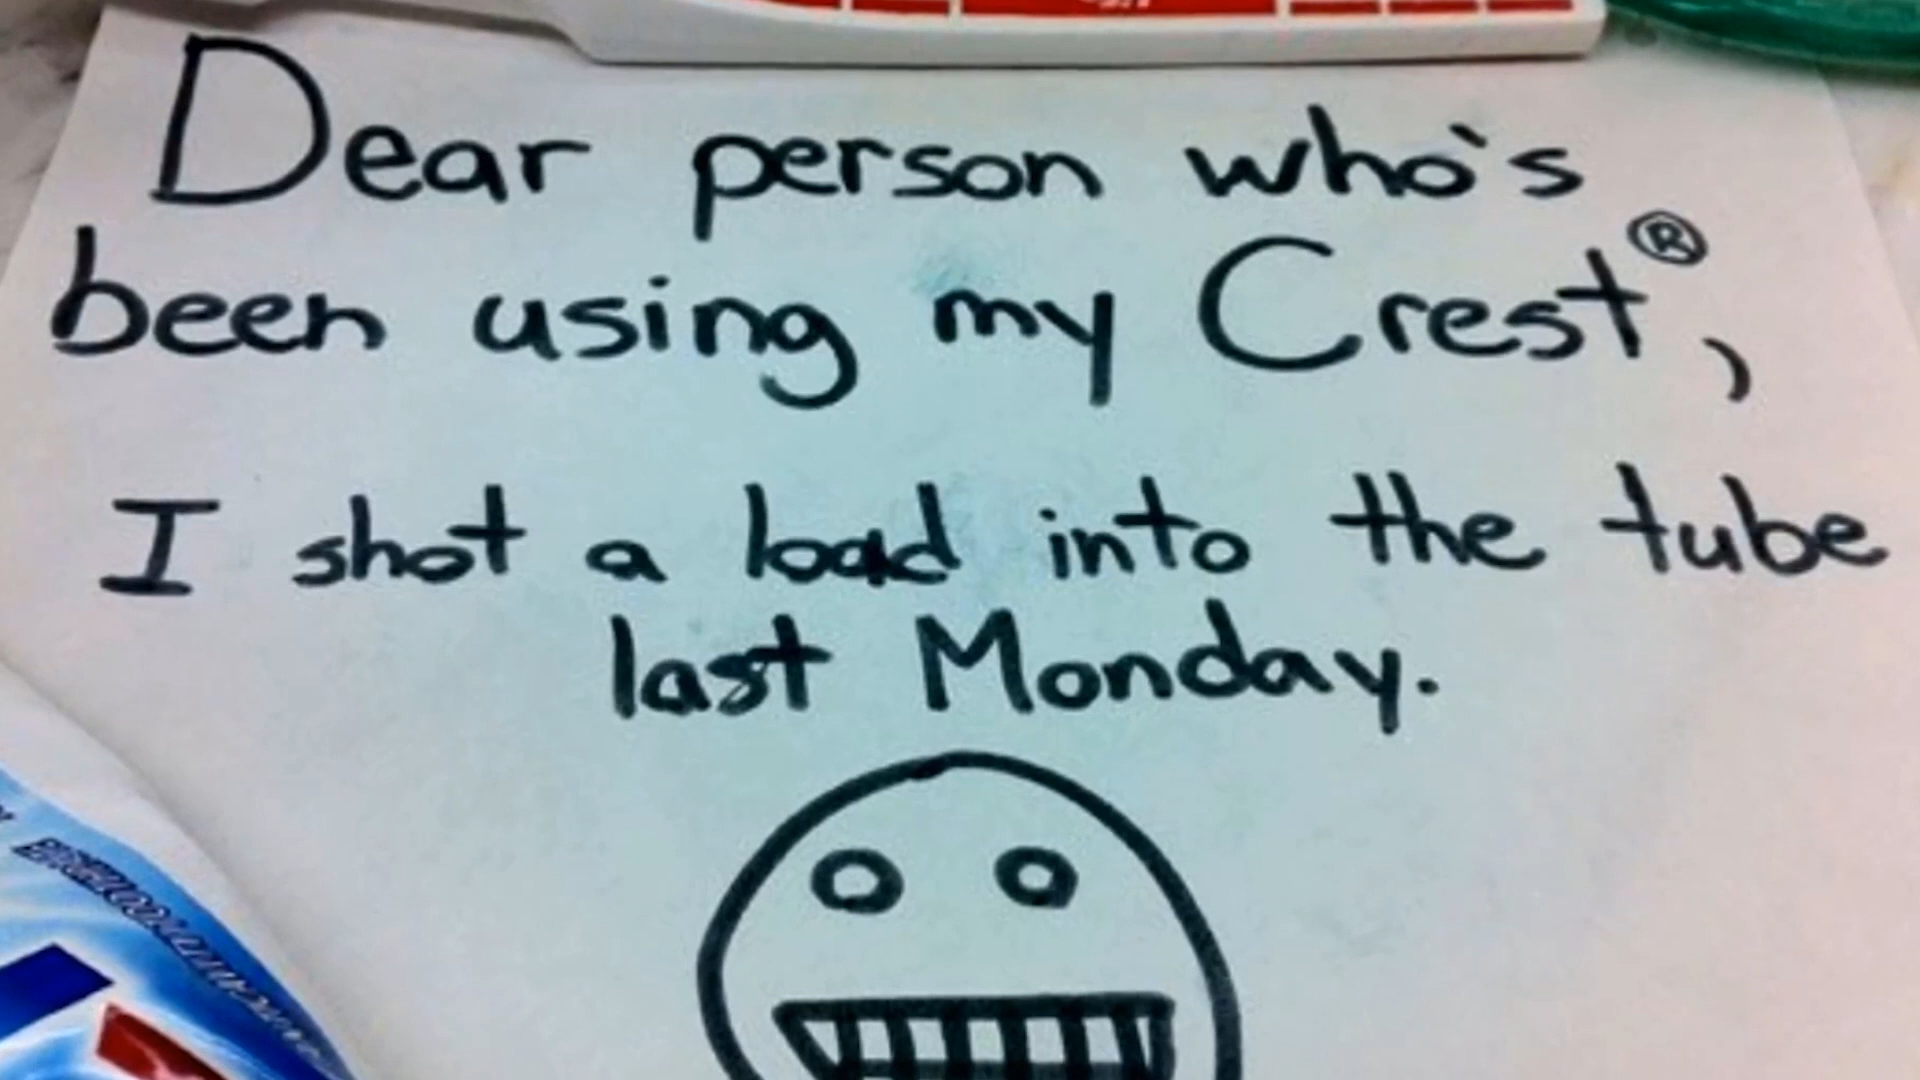 Dear person who's
been using my Crest®,
I shot a load into the tube
last Monday.